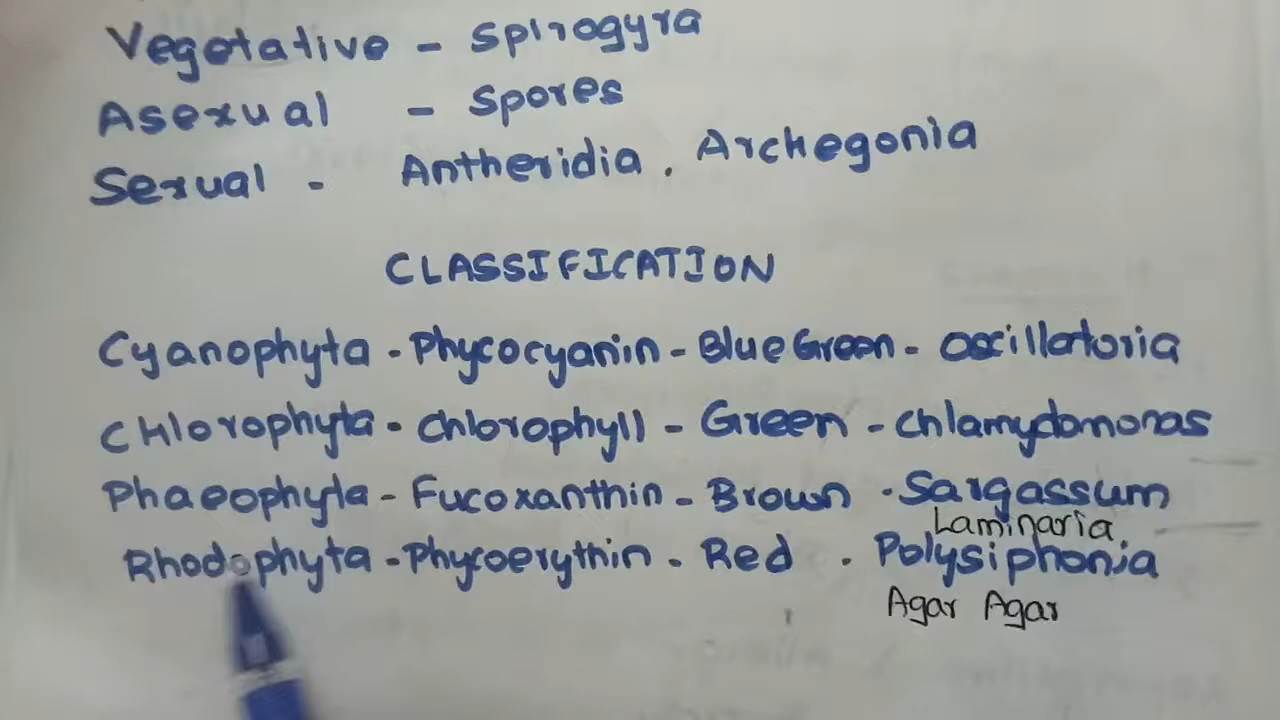 Vegetative - Spirogyra
Asexual - Spores
Sexual - Antheridia, Archegonia
CLASSIFICATION
Cyanophyta - Phycocyanin - Blue Green - Oscillatoria
Chlorophyta - Chlorophyll - Green - Chlamydomonas
Phaeophyta - Fucoxanthin - Brown - Sargassum
Laminaria,
Rhodophyta - Phycoerythin - Red - Polysiphonia
Agar Agar